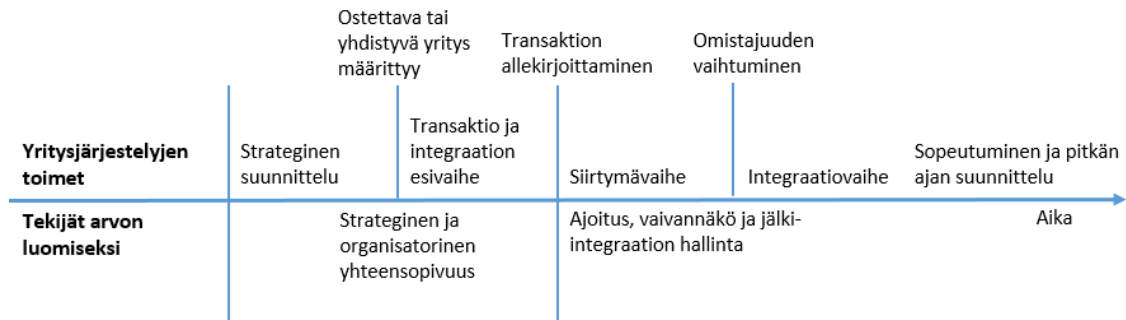 Ostettava tai
yhdistyvä yritys
määrittyy
Transaktion
allekirjoittaminen
Omistajuuden
vaihtuminen
Yritysjärjestelyjen
toimet
Strateginen
suunnittelu
Transaktio ja
integraation
esivaihe
Siirtymävaihe
Integraatiovaihe
Sopeutuminen ja pitkän
ajan suunnittelu
Tekijät arvon
luomiseksi
Strateginen ja
organisatorinen
yhteensopivuus
Ajoitus, vaivannäkö ja jälki-
integraation hallinta
Aika